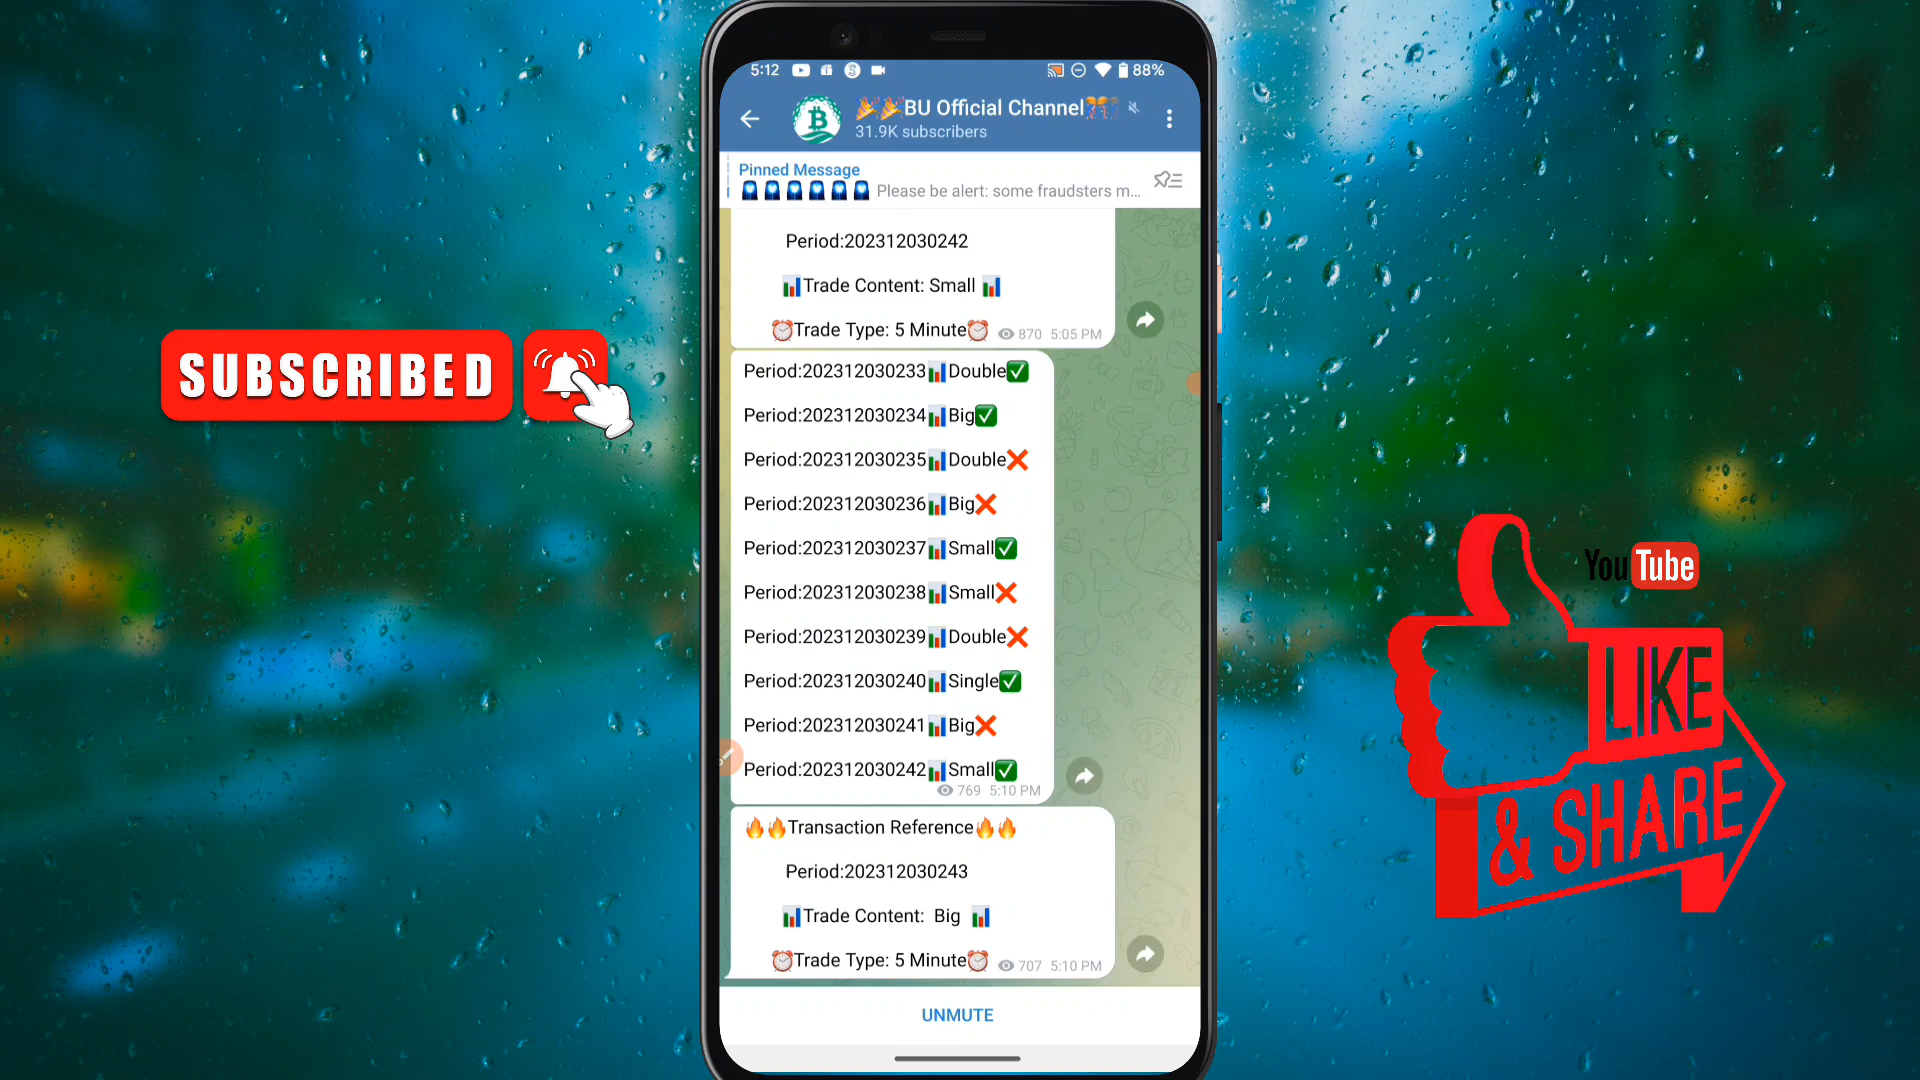 5:12
88%
🎉🎉BU Official Channel🎊
31.9K subscribers
Pinned Message
🚨🚨🚨🚨🚨🚨 Please be alert: some fraudsters m...
Period:202312030242
📊Trade Content: Small 📊
⏰Trade Type: 5 Minute⏰ 870 5:05 PM
Period:202312030233📊Double✅
Period:202312030234📊Big✅
Period:202312030235📊Double❌
Period:202312030236📊Big❌
Period:202312030237📊Small✅
Period:202312030238📊Small❌
Period:202312030239📊Double❌
Period:202312030240📊Single✅
Period:202312030241📊Big❌
Period:202312030242📊Small✅
769 5:10 PM
🔥🔥Transaction Reference🔥🔥
Period:202312030243
📊Trade Content: Big 📊
⏰Trade Type: 5 Minute⏰ 707 5:10 PM
UNMUTE
SUBSCRIBED
YouTube
LIKE
& SHARE